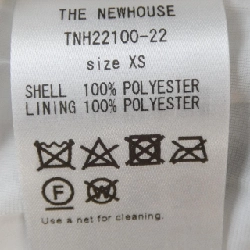 THE NEWHOUSE
TNH22100-22
size XS
SHELL 100% POLYESTER
LINING 100% POLYESTER
F W
Use a net for cleaning.